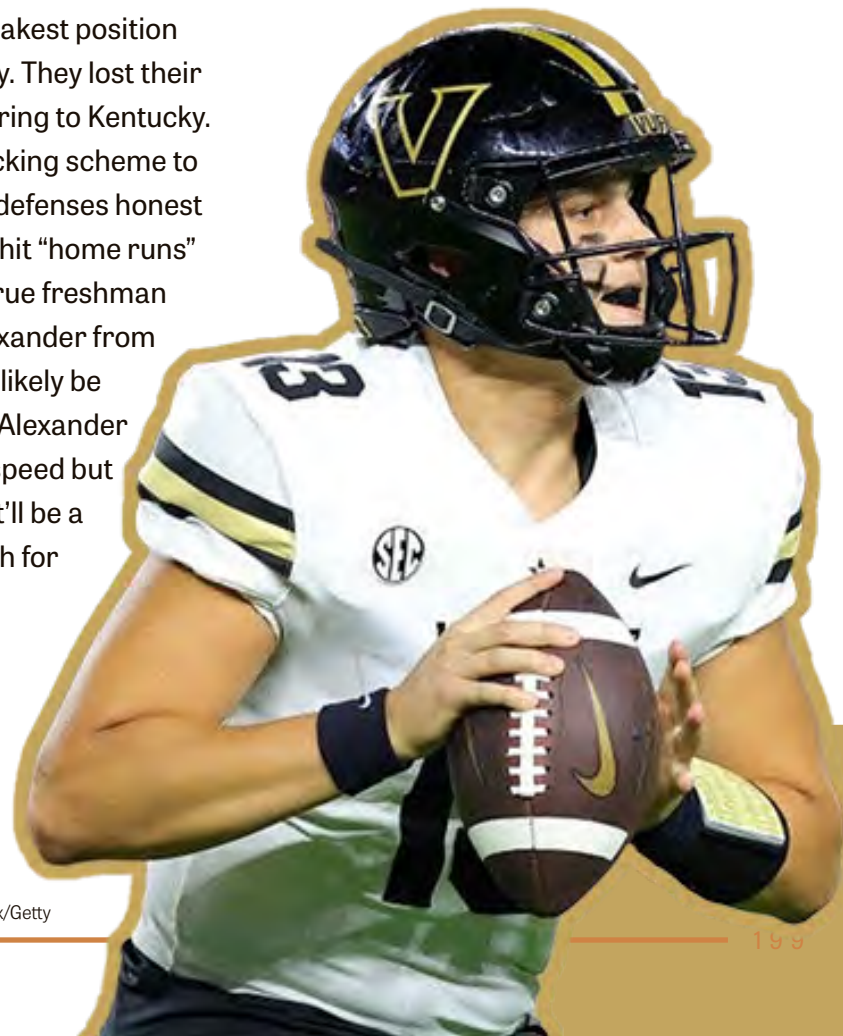 akest position
y. They lost their
ring to Kentucky.
cking scheme to
defenses honest
hit “home runs”
rue freshman
xander from
likely be
Alexander
speed but
t’ll be a
h for
V
13
SEC
x/Getty
199